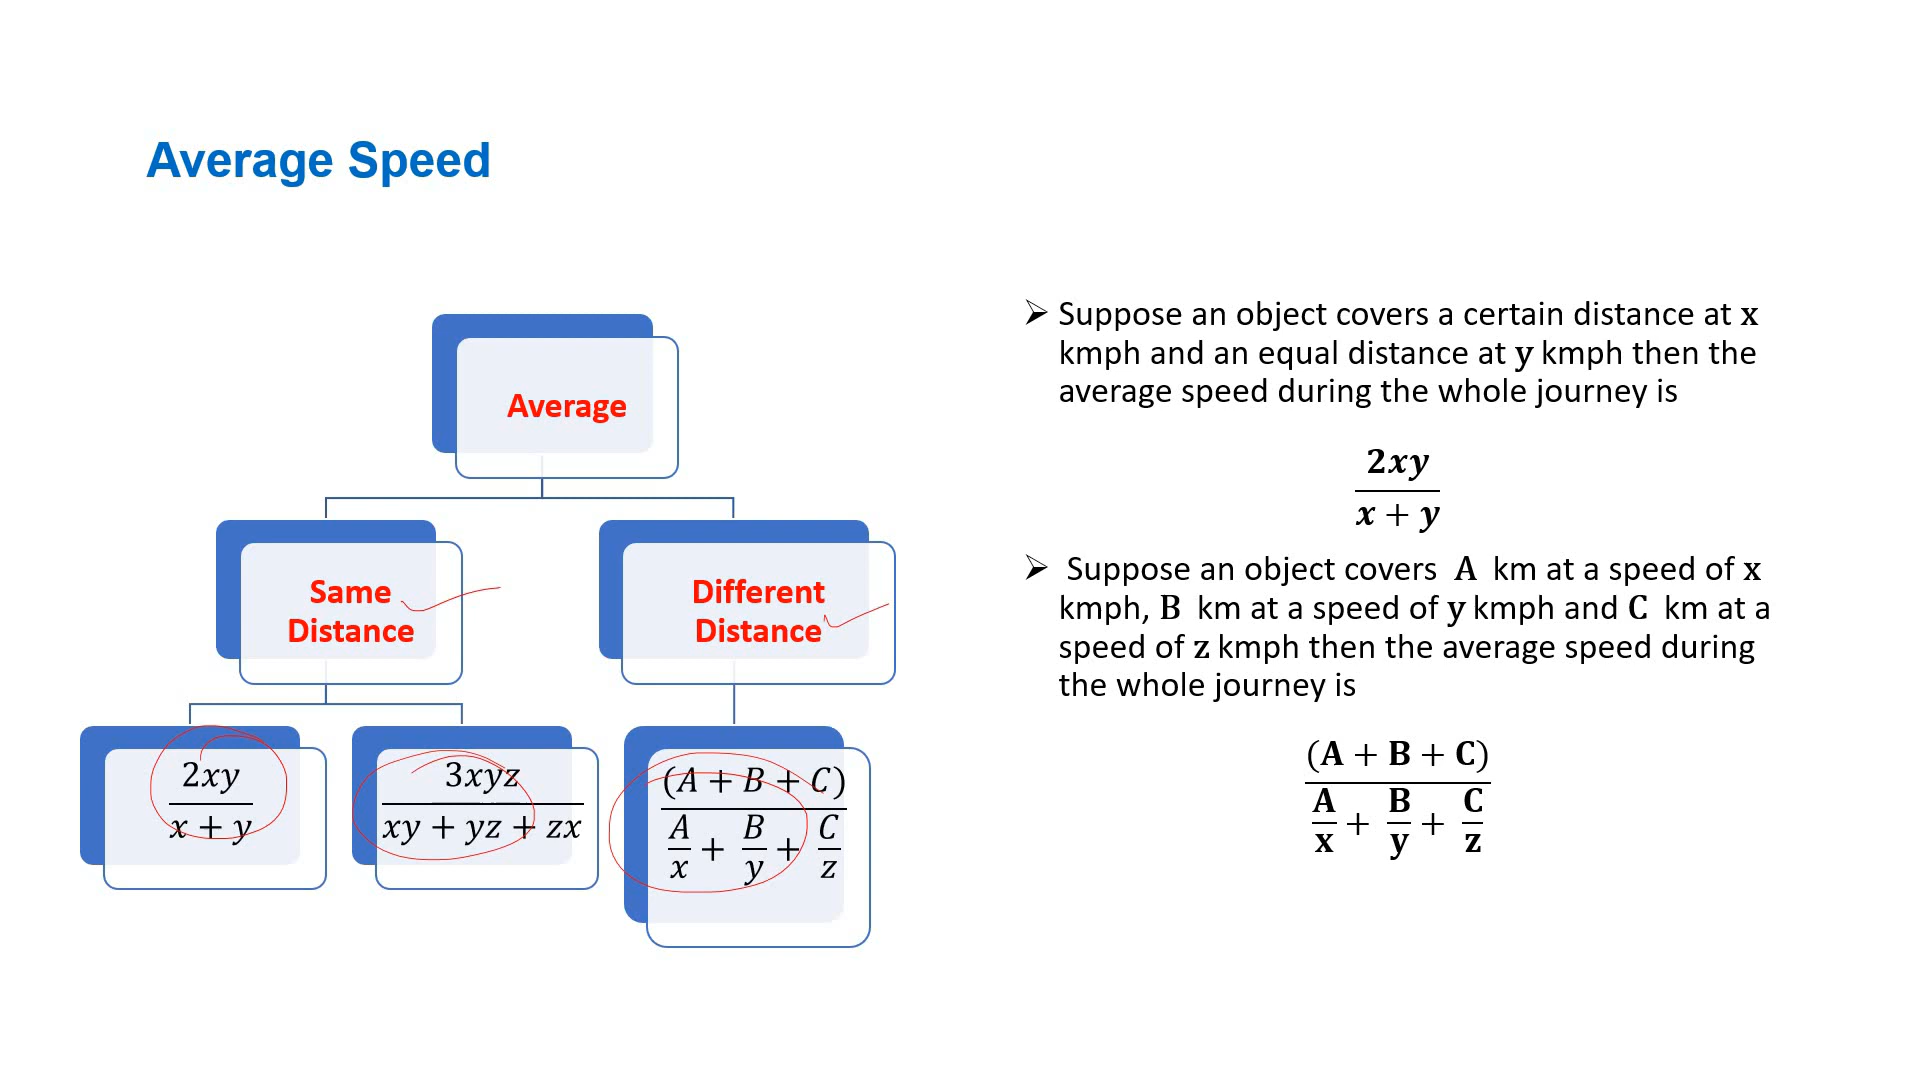 Average Speed
Average
Same
Distance
Different
Distance
2xy
x + y
3xyz
xy + yz + zx
(A + B + C)
A/x + B/y + C/z
➢ Suppose an object covers a certain distance at x
kmph and an equal distance at y kmph then the
average speed during the whole journey is
2xy
x + y
➢ Suppose an object covers A km at a speed of x
kmph, B km at a speed of y kmph and C km at a
speed of z kmph then the average speed during
the whole journey is
(A + B + C)
A/x + B/y + C/z